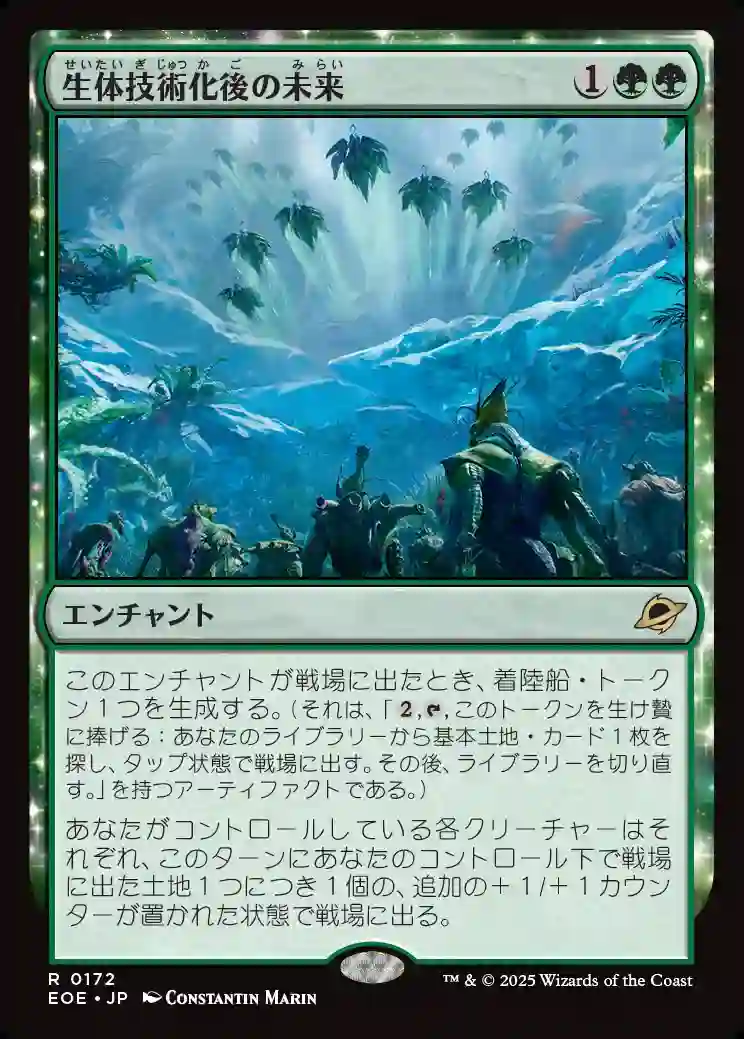 せいたいぎじゅつかご みらい
生体技術化後の未来 1
エンチャント
このエンチャントが戦場に出たとき、着陸船・トーク
ン1つを生成する。(それは、「2,,このトークンを生け贄
に捧げる:あなたのライブラリーから基本土地・カード1枚を
探し、タップ状態で戦場に出す。その後、ライブラリーを切り直
す。」を持つアーティファクトである。)
あなたがコントロールしている各クリーチャーはそ
れぞれ、このターンにあなたのコントロール下で戦場
に出た土地1つにつき1個の、追加の+1/+1カウン
ターが置かれた状態で戦場に出る。
R 0172
EOE・JP CONSTANTIN MARIN
™ & © 2025 Wizards of the Coast